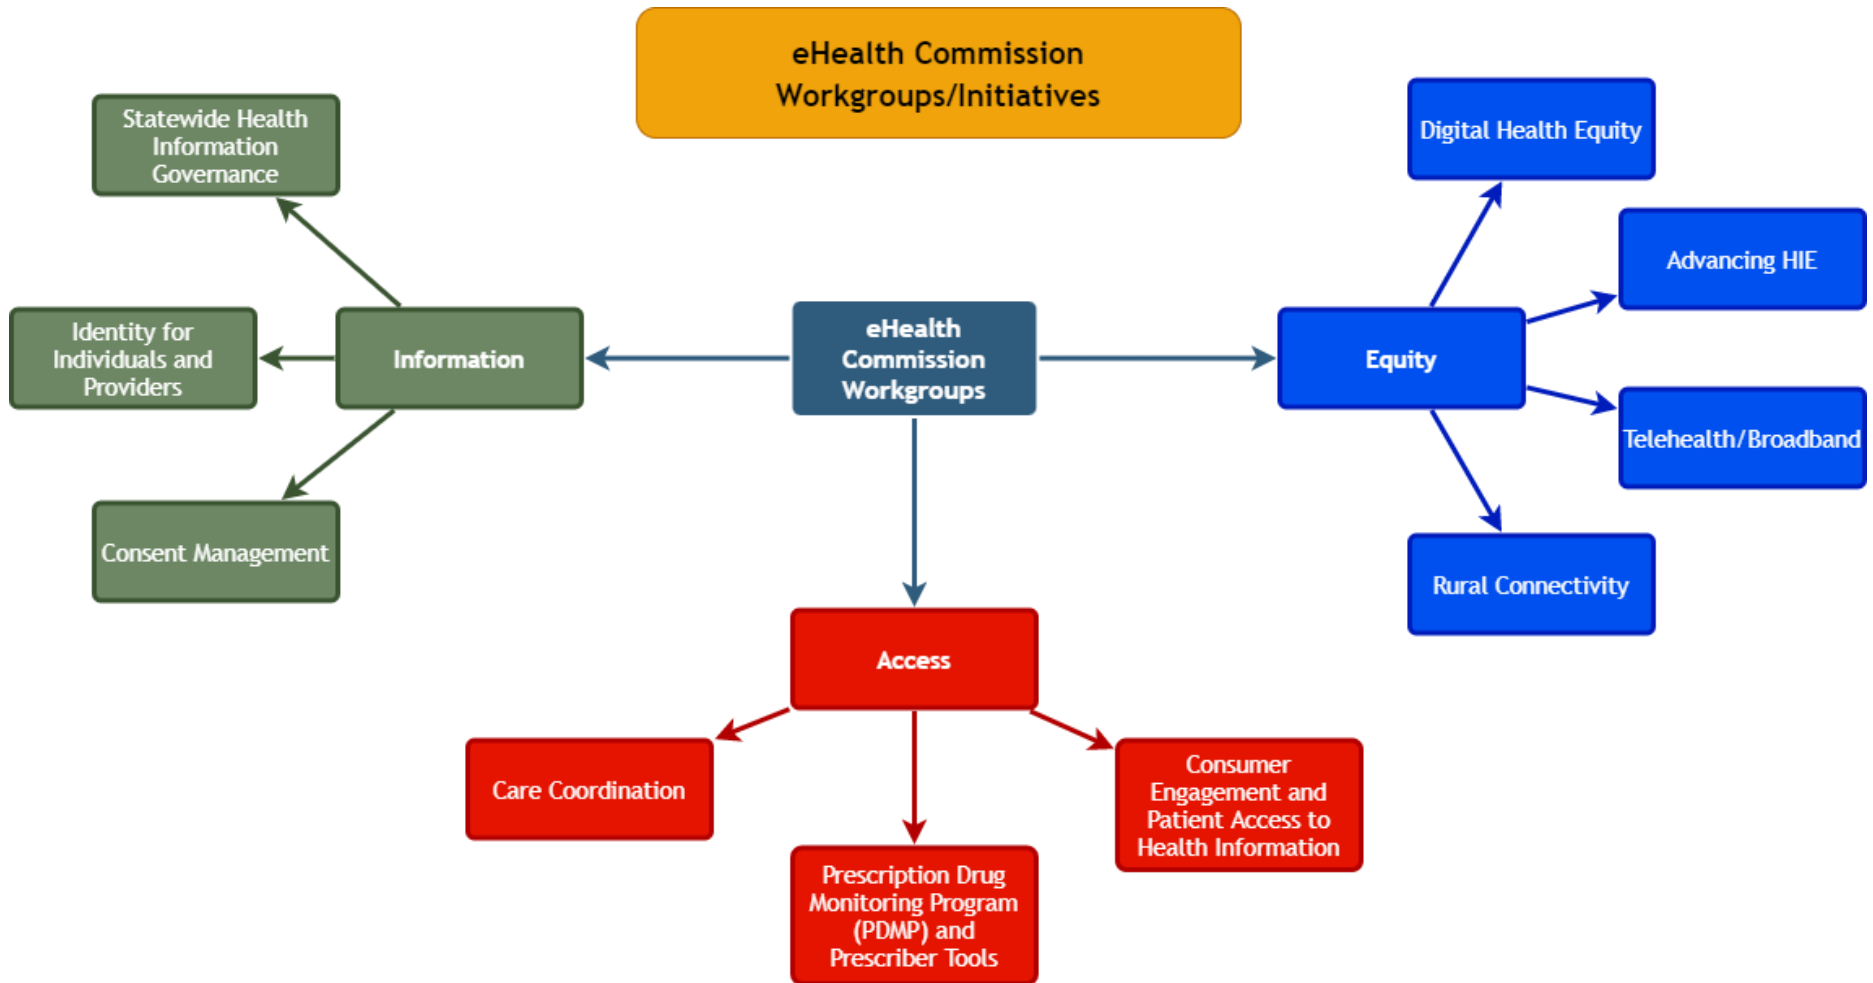 eHealth Commission
Workgroups/Initiatives
Statewide Health
Information
Governance
Identity for
Individuals and
Providers
Information
Consent Management
eHealth
Commission
Workgroups
Equity
Digital Health Equity
Advancing HIE
Telehealth/Broadband
Rural Connectivity
Access
Care Coordination
Prescription Drug
Monitoring Program
(PDMP) and
Prescriber Tools
Consumer
Engagement and
Patient Access to
Health Information